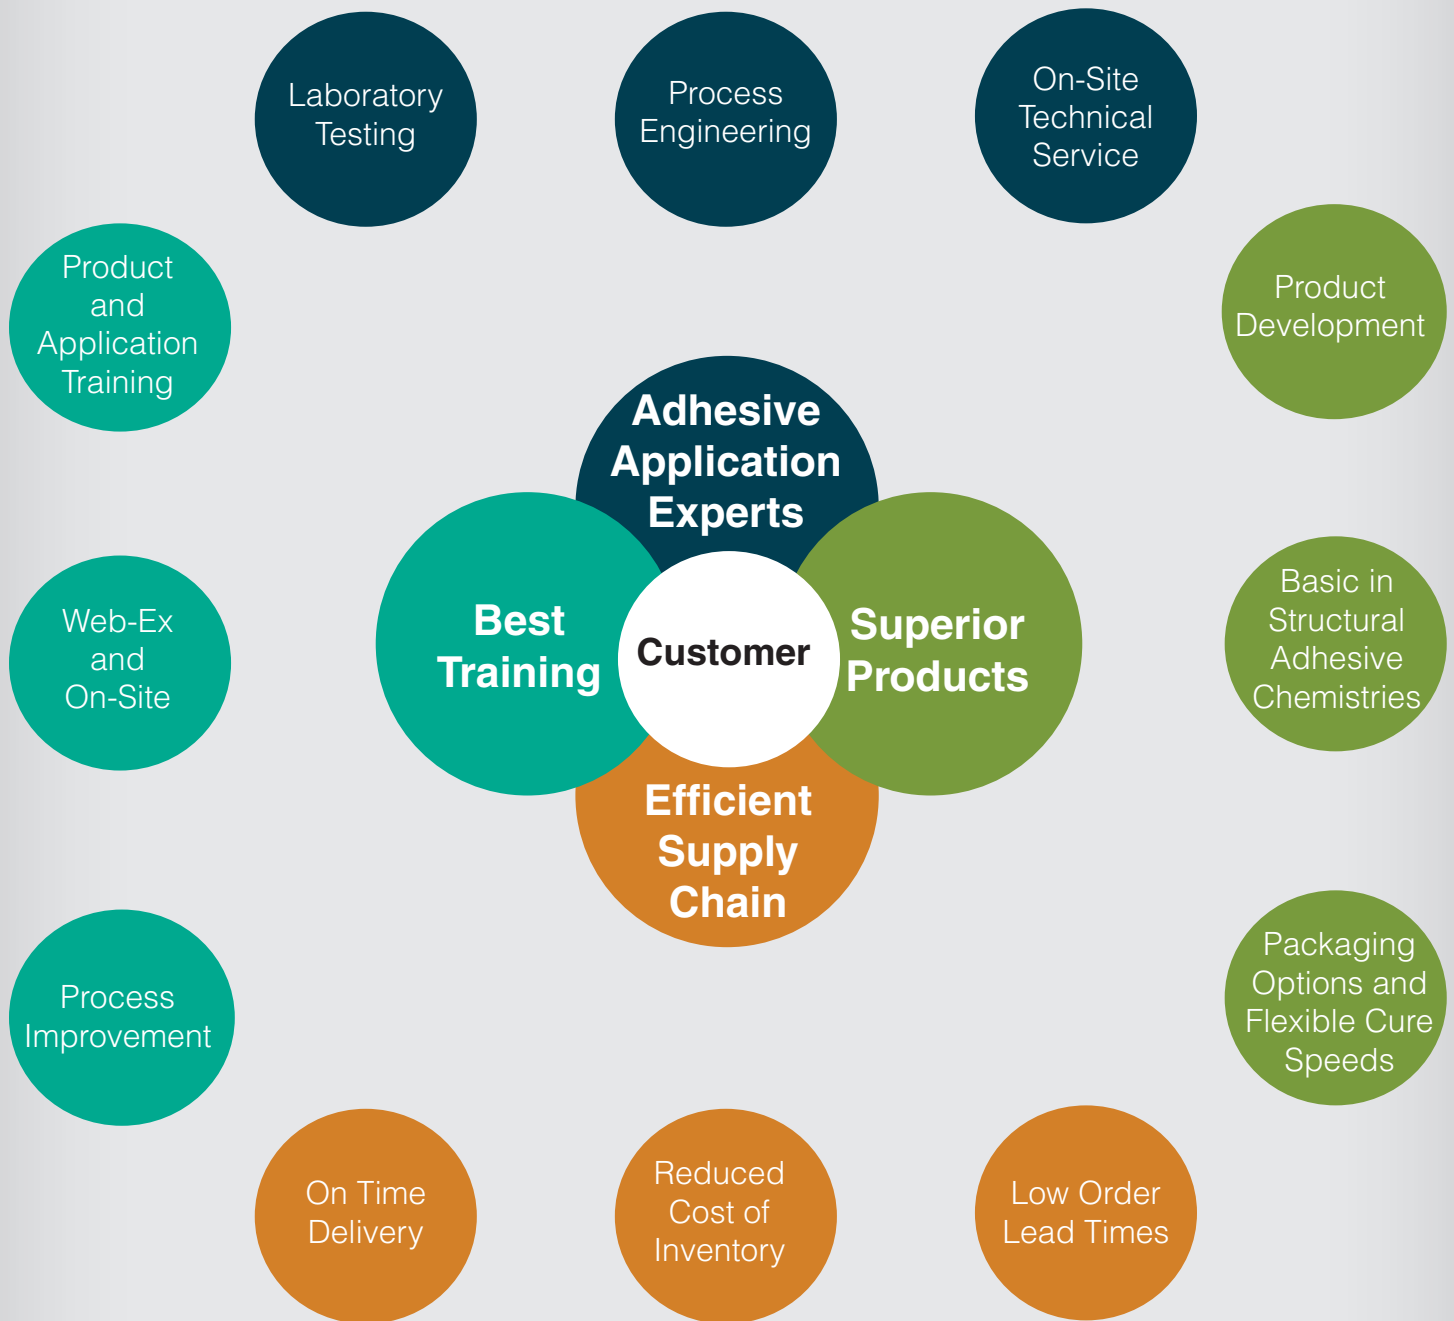 Laboratory
Testing
Process
Engineering
On-Site
Technical
Service
Product
and
Application
Training
Product
Development
Adhesive
Application
Experts
Best
Training
Customer
Superior
Products
Efficient
Supply
Chain
Web-Ex
and
On-Site
Basic in
Structural
Adhesive
Chemistries
Process
Improvement
Packaging
Options and
Flexible Cure
Speeds
On Time
Delivery
Reduced
Cost of
Inventory
Low Order
Lead Times